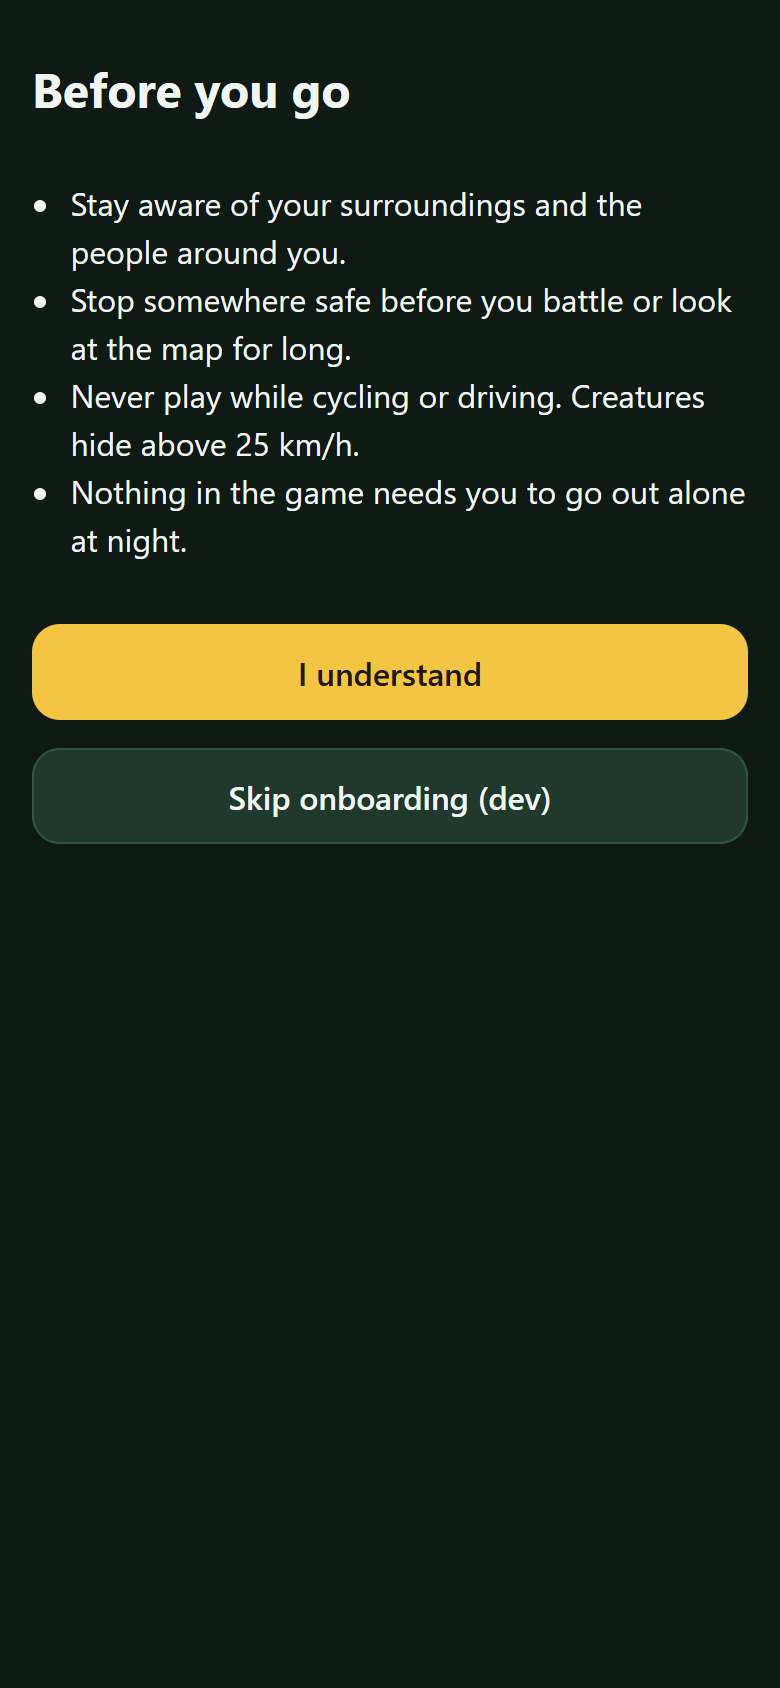 Before you go
Stay aware of your surroundings and the
people around you.
Stop somewhere safe before you battle or look
at the map for long.
Never play while cycling or driving. Creatures
hide above 25 km/h.
Nothing in the game needs you to go out alone
at night.
I understand
Skip onboarding (dev)